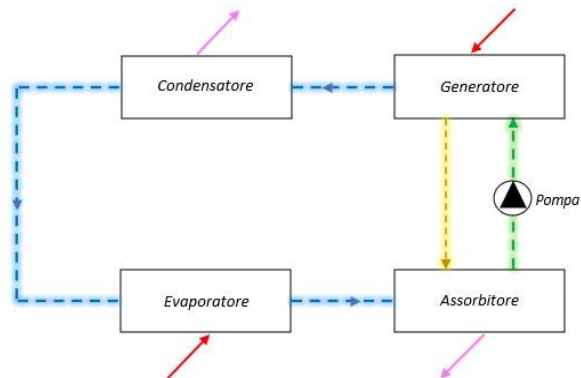 Condensatore
Generatore
Pompa
Evaporatore
Assorbitore